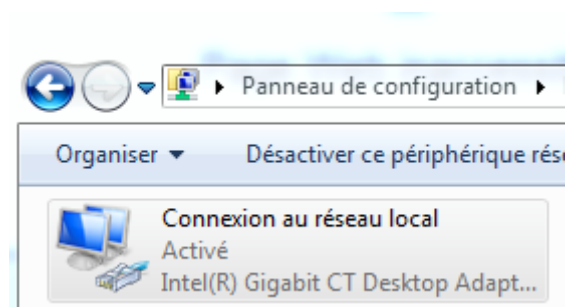 Panneau de configuration
Organiser Désactiver ce périphérique rés
Connexion au réseau local
Activé
Intel(R) Gigabit CT Desktop Adapt...